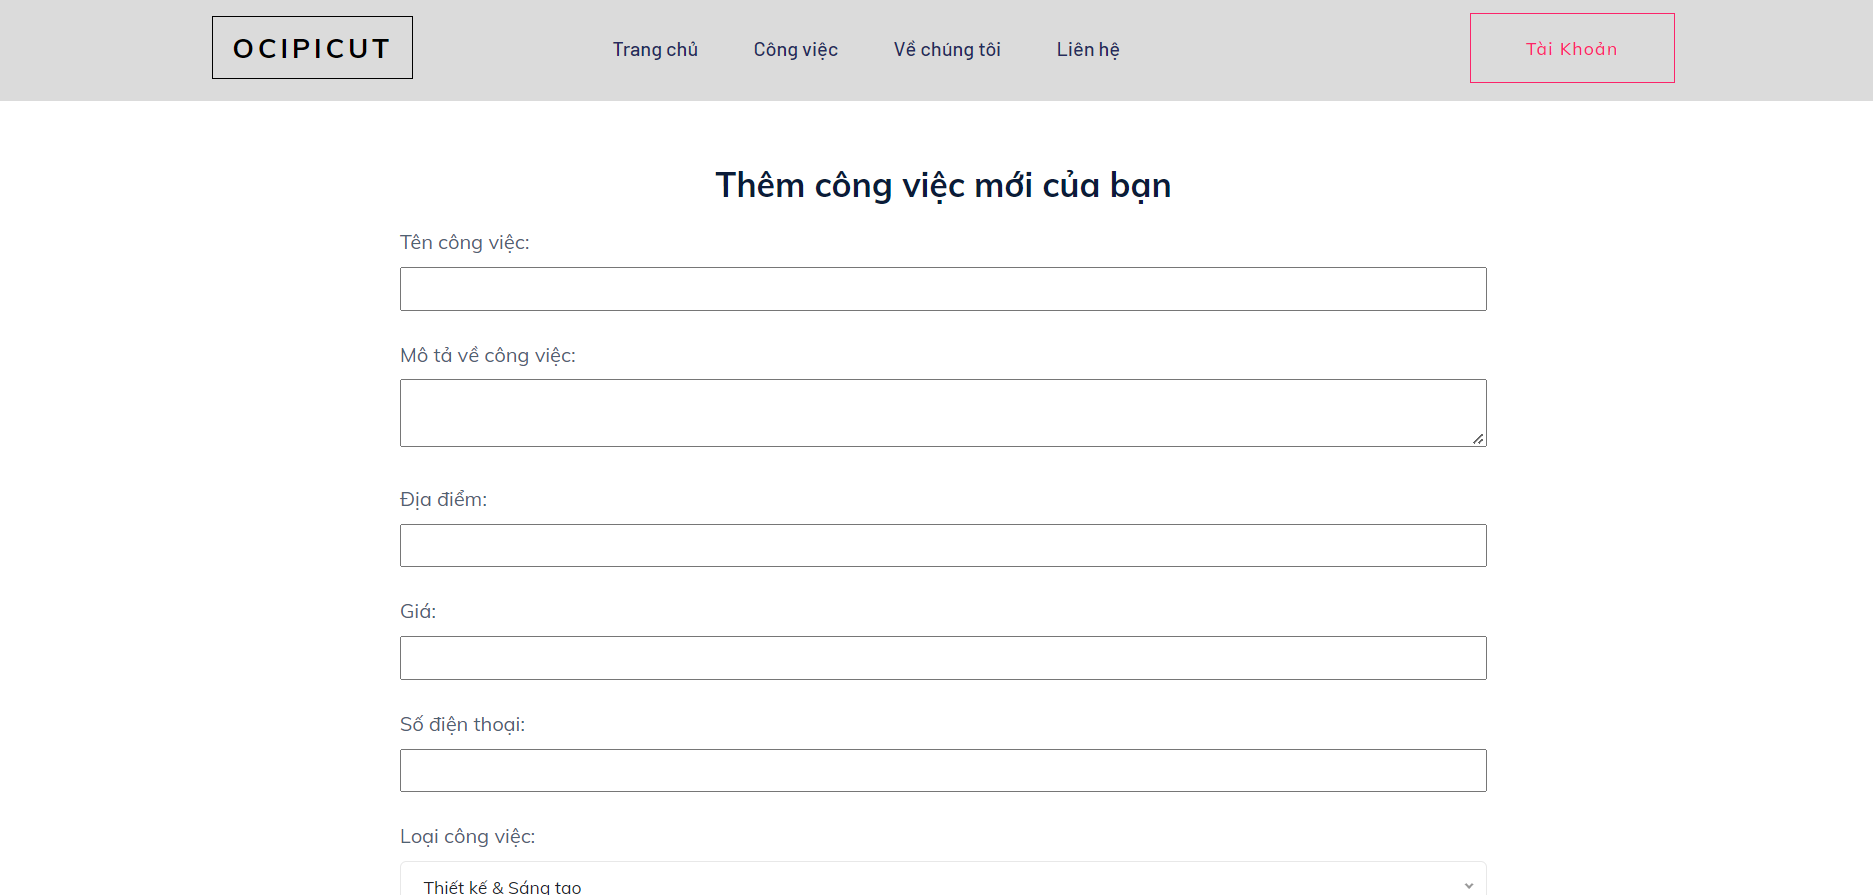 OCIPICUT
Trang chủ
Công việc
Về chúng tôi
Liên hệ
Tài Khoản
Thêm công việc mới của bạn
Tên công việc:
Mô tả về công việc:
Địa điểm:
Giá:
Số điện thoại:
Loại công việc:
Thiết kế & Sáng tạo